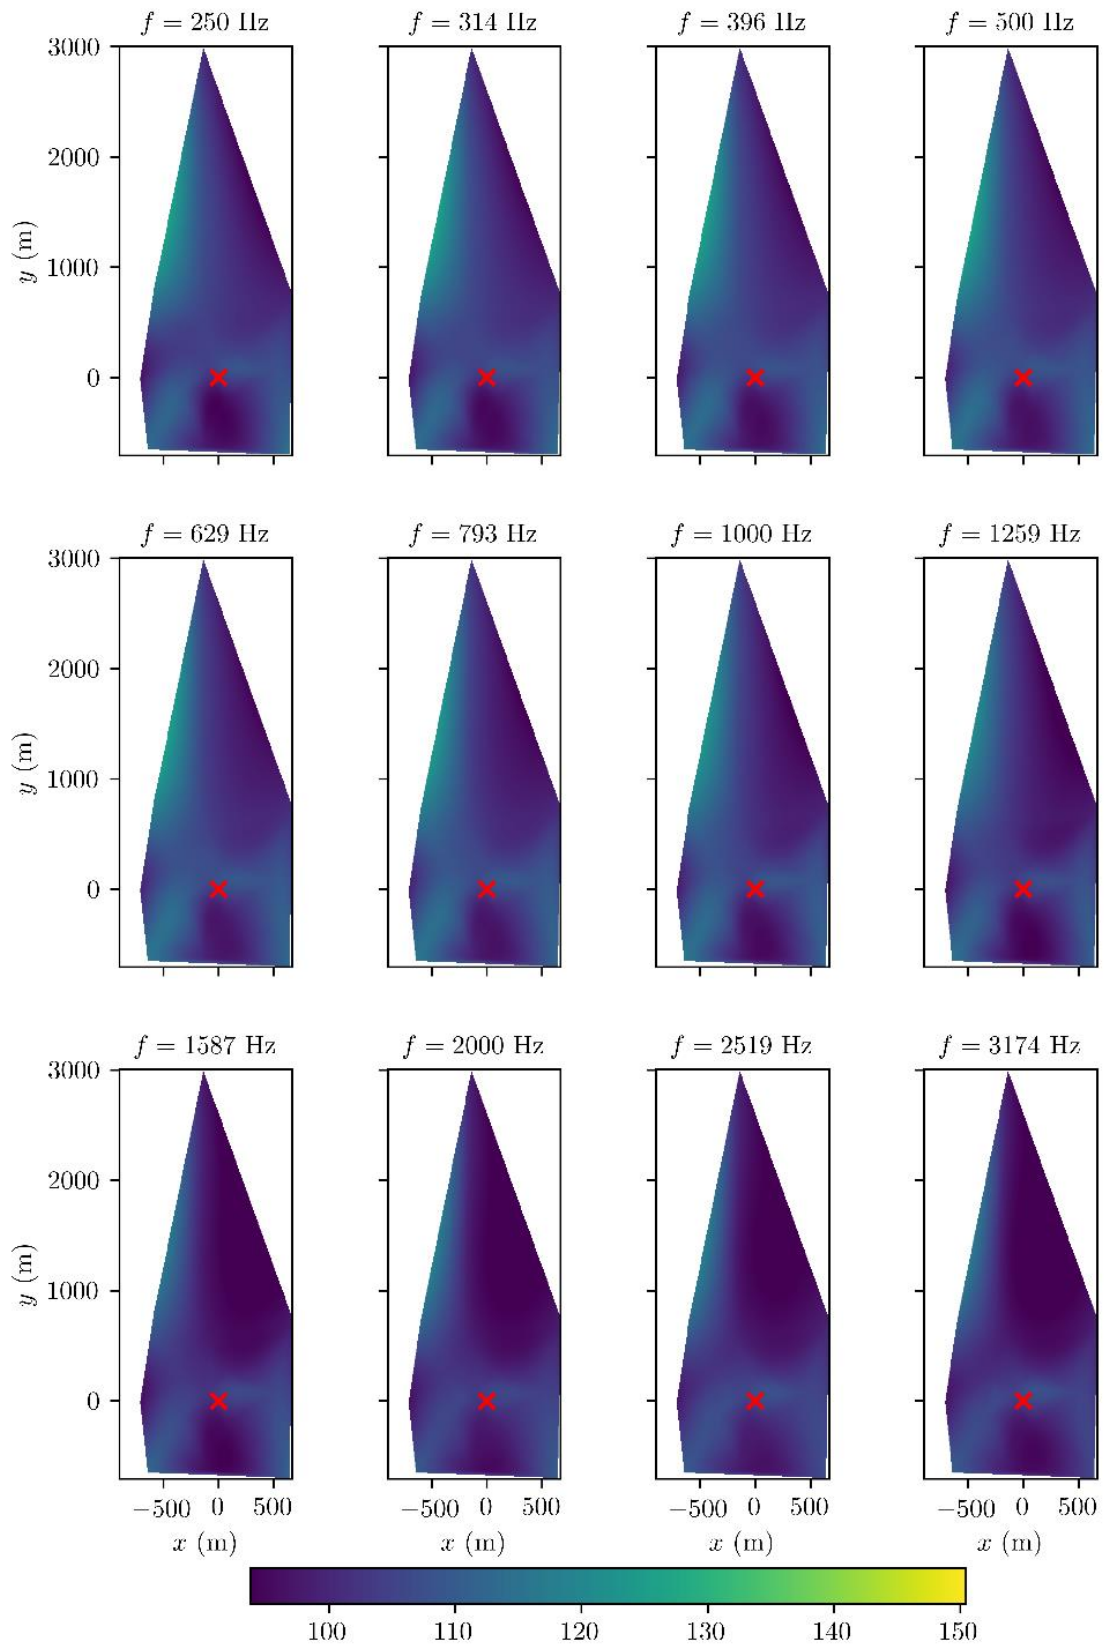 f = 250 Hz f = 314 Hz f = 396 Hz f = 500 Hz
3000
2000
y (m)
1000
0
f = 629 Hz f = 793 Hz f = 1000 Hz f = 1259 Hz
3000
2000
y (m)
1000
0
f = 1587 Hz f = 2000 Hz f = 2519 Hz f = 3174 Hz
3000
2000
y (m)
1000
0
−500 0 500 −500 0 500 −500 0 500 −500 0 500
x (m) x (m) x (m) x (m)
100 110 120 130 140 150